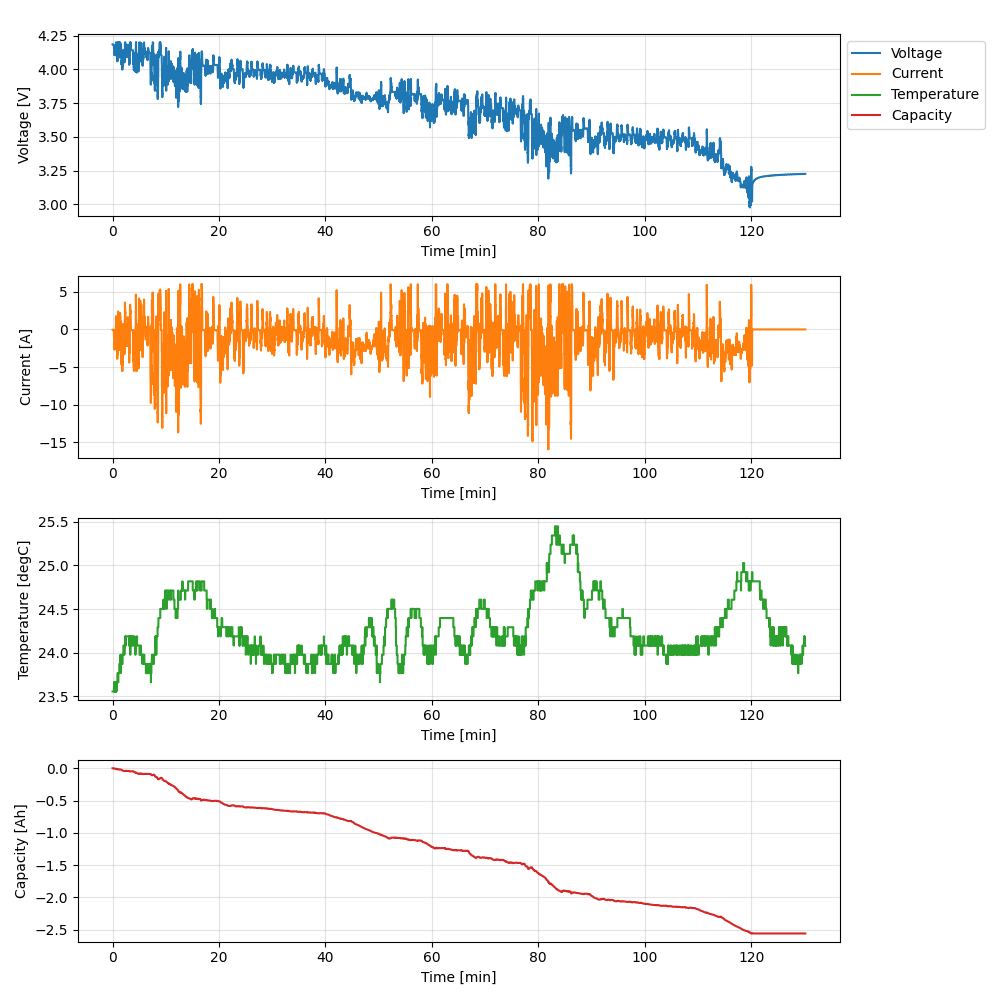 4.25
4.00
3.75
3.50
3.25
3.00
Voltage [V]
0 20 40 60 80 100 120
Time [min]
Voltage
Current
Temperature
Capacity
5
0
−5
−10
−15
Current [A]
0 20 40 60 80 100 120
Time [min]
25.5
25.0
24.5
24.0
23.5
Temperature [degC]
0 20 40 60 80 100 120
Time [min]
0.0
−0.5
−1.0
−1.5
−2.0
−2.5
Capacity [Ah]
0 20 40 60 80 100 120
Time [min]